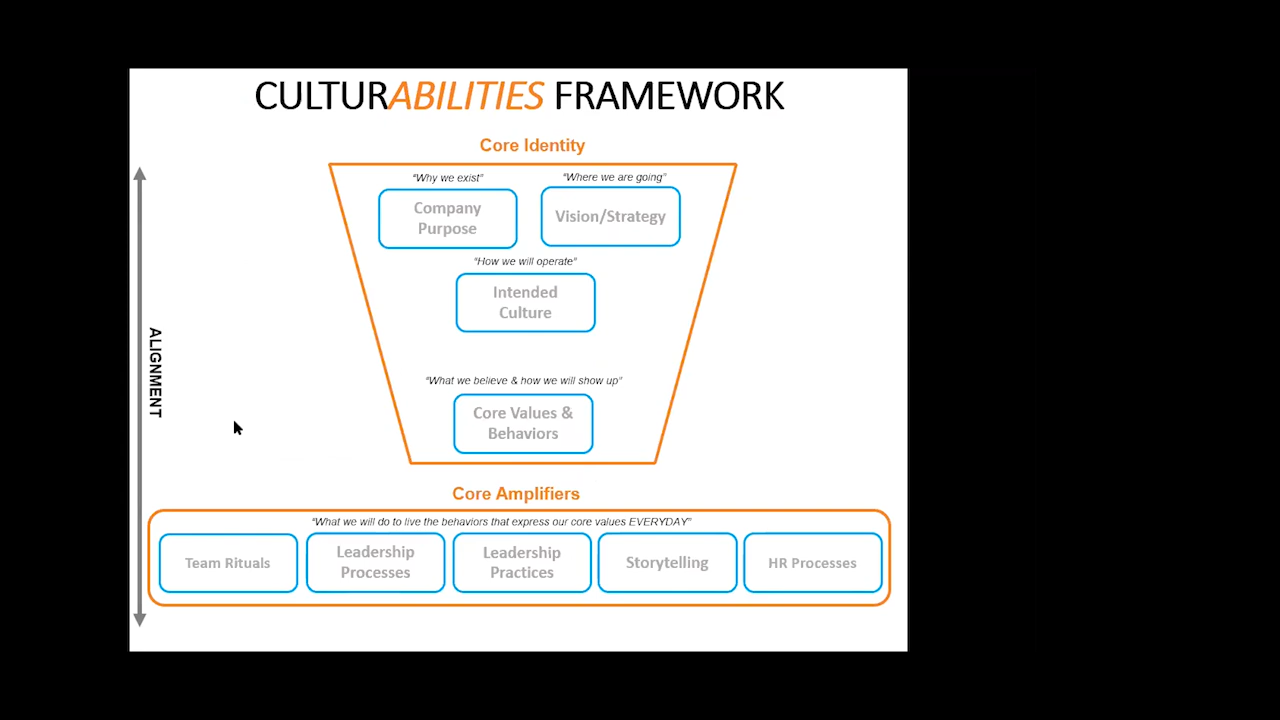 CULTURABILITIES FRAMEWORK
Core Identity
"Why we exist"
"Where we are going"
Company
Purpose
Vision/Strategy
"How we will operate"
Intended
Culture
ALIGNMENT
"What we believe & how we will show up"
Core Values &
Behaviors
Core Amplifiers
"What we will do to live the behaviors that express our core values EVERYDAY"
Team Rituals
Leadership
Processes
Leadership
Practices
Storytelling
HR Processes